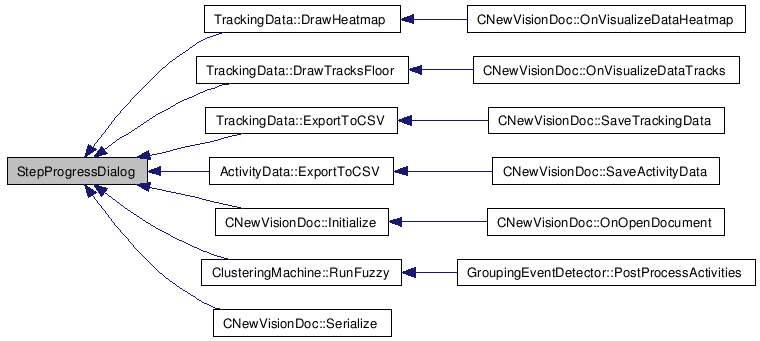 TrackingData::DrawHeatmap
CNewVisionDoc::OnVisualizeDataHeatmap
TrackingData::DrawTracksFloor
CNewVisionDoc::OnVisualizeDataTracks
TrackingData::ExportToCSV
CNewVisionDoc::SaveTrackingData
StepProgressDialog
ActivityData::ExportToCSV
CNewVisionDoc::SaveActivityData
CNewVisionDoc::Initialize
CNewVisionDoc::OnOpenDocument
ClusteringMachine::RunFuzzy
GroupingEventDetector::PostProcessActivities
CNewVisionDoc::Serialize